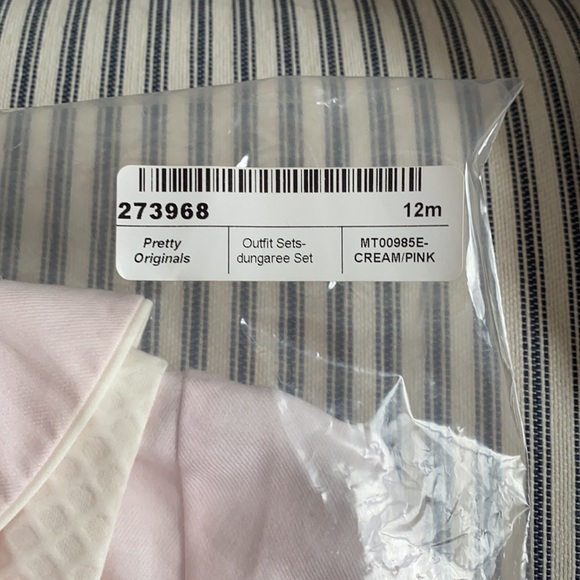 273968 12m
Pretty Originals
Outfit Sets-
dungaree Set
MT00985E-
CREAM/PINK